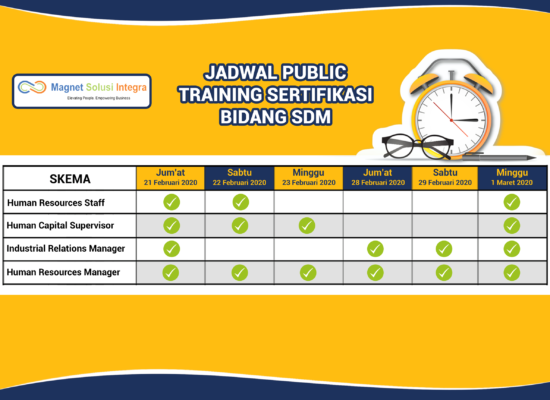 Magnet Solusi Integra
Elevating People. Empowering Business
JADWAL PUBLIC
TRAINING SERTIFIKASI
BIDANG SDM
SKEMA
Jum'at
21 Februari 2020
Sabtu
22 Februari 2020
Minggu
23 Februari 2020
Jum'at
28 Februari 2020
Sabtu
29 Februari 2020
Minggu
1 Maret 2020
Human Resources Staff
Human Capital Supervisor
Industrial Relations Manager
Human Resources Manager